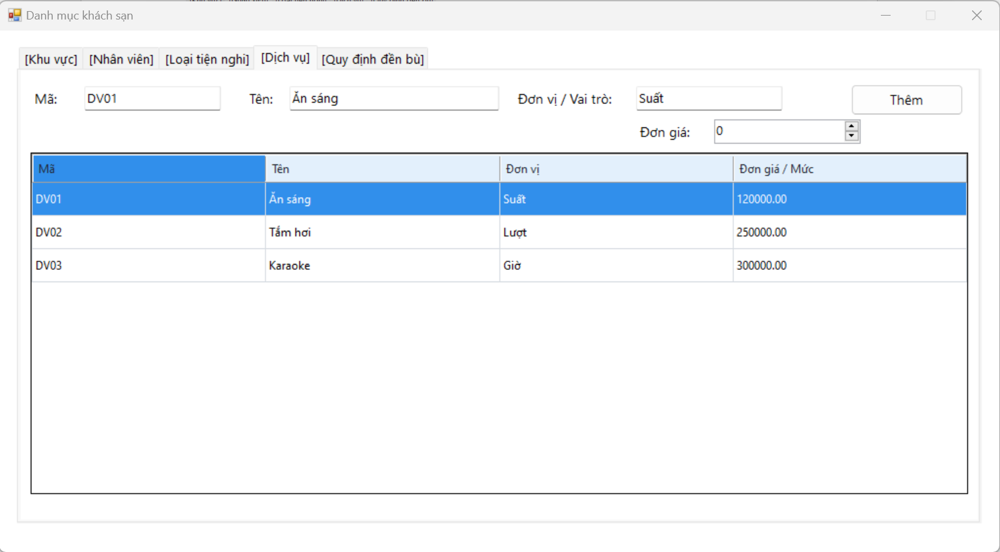 Danh mục khách sạn
[Khu vực] [Nhân viên] [Loại tiện nghi] [Dịch vụ] [Quy định đền bù]
Mã: DV01 Tên: Ăn sáng Đơn vị / Vai trò: Suất Thêm
Đơn giá: 0
Mã Tên Đơn vị Đơn giá / Mức
DV01 Ăn sáng Suất 120000.00
DV02 Tắm hơi Lượt 250000.00
DV03 Karaoke Giờ 300000.00